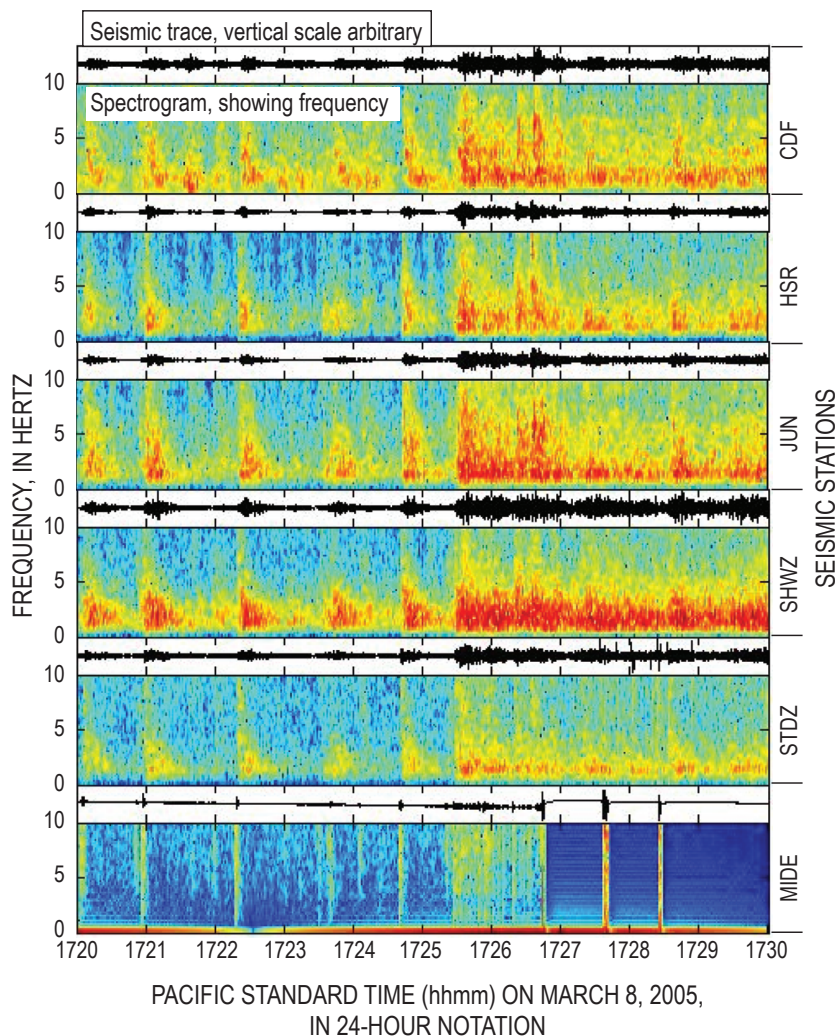 Seismic trace, vertical scale arbitrary
10
Spectrogram, showing frequency
5
0
CDF
10
5
0
HSR
10
5
0
JUN
10
5
0
SHWZ
10
5
0
STDZ
10
5
0
MIDE
FREQUENCY, IN HERTZ
SEISMIC STATIONS
1720 1721 1722 1723 1724 1725 1726 1727 1728 1729 1730
PACIFIC STANDARD TIME (hhmm) ON MARCH 8, 2005,
IN 24-HOUR NOTATION